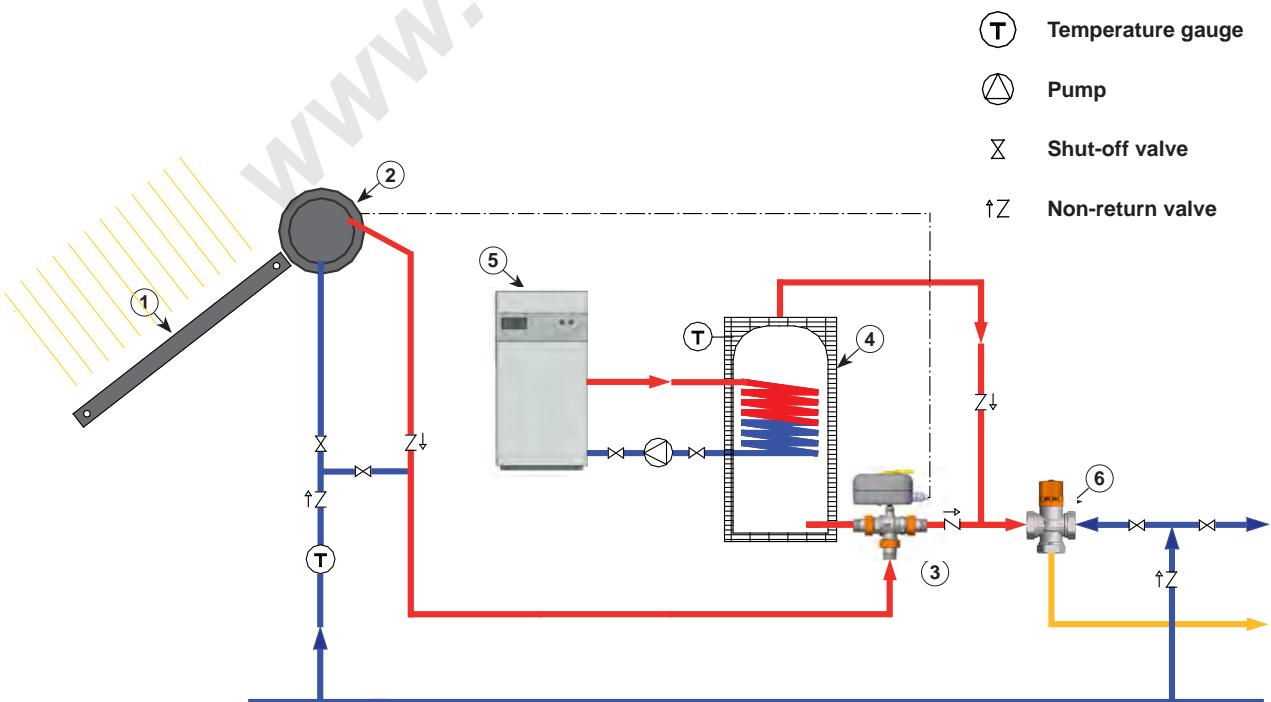 www.
T Temperature gauge
Pump
Shut-off valve
Non-return valve
2
5
1
T
4
6
T
3